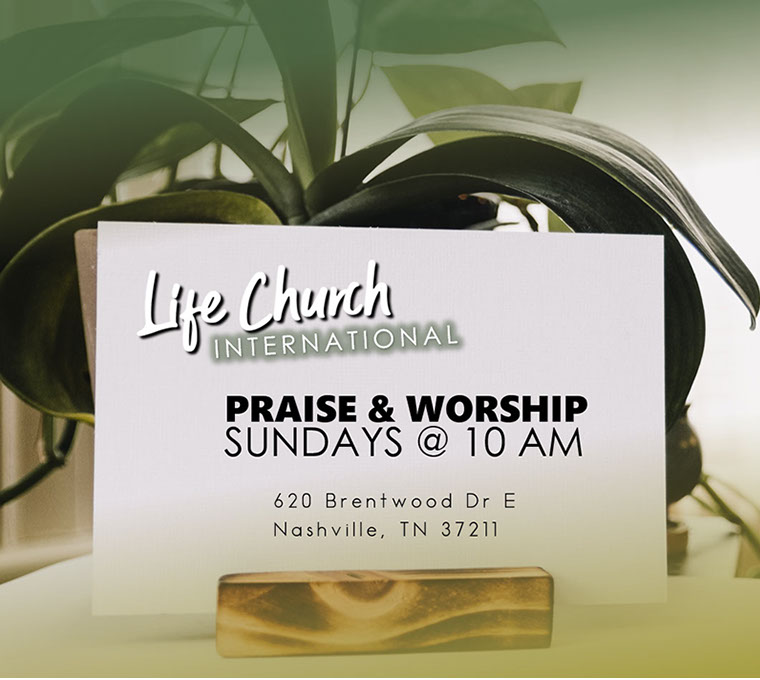 Life Church
INTERNATIONAL
PRAISE & WORSHIP
SUNDAYS @ 10 AM
620 Brentwood Dr E
Nashville, TN 37211